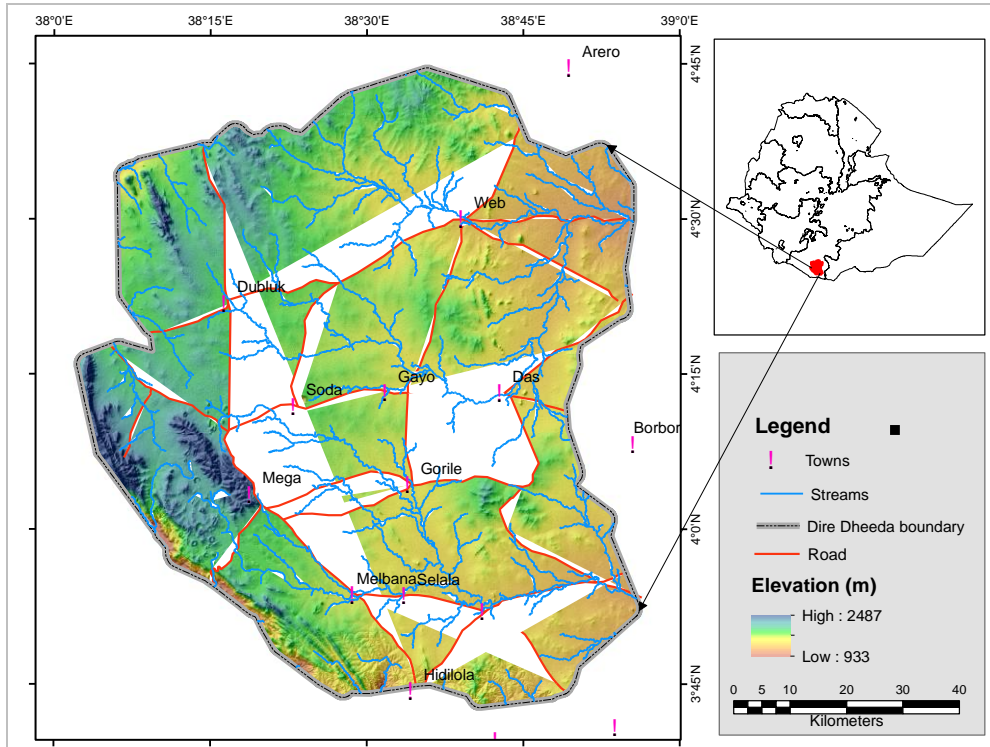 38°0'E 38°15'E 38°30'E 38°45'E 39°0'E
4°45'N
4°30'N
4°15'N
4°0'N
3°45'N
Arero
Web
Dubluk
Soda
Gayo
Das
Borbor
Mega
Gorile
Melbana
Selala
Hidilola
Legend
Towns
Streams
Dire Dheeda boundary
Road
Elevation (m)
High : 2487
Low : 933
0 5 10 20 30 40
Kilometers